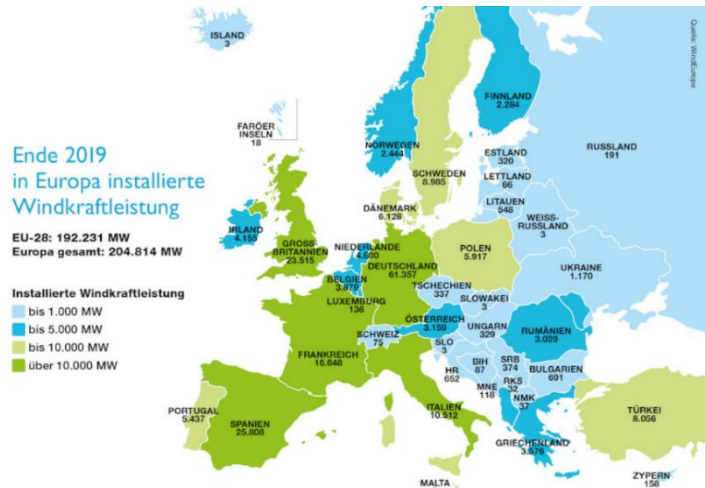 ISLAND
3
Quelle: WindEurope
FINNLAND
2.284
FARÖER
INSELN
18
NORWEGEN
2.444
RUSSLAND
191
ESTLAND
320
SCHWEDEN
8.985
LETTLAND
66
Ende 2019
in Europa installierte
Windkraftleistung
LITAUEN
548
DÄNEMARK
6.128
WEISS-
RUSSLAND
3
IRLAND
4.155
GROSS-
BRITANNIEN
23.515
NIEDERLANDE
4.600
POLEN
5.917
EU-28: 192.231 MW
Europa gesamt: 204.814 MW
DEUTSCHLAND
61.357
UKRAINE
1.170
BELGIEN
3.879
TSCHECHIEN
337
Installierte Windkraftleistung
bis 1.000 MW
bis 5.000 MW
bis 10.000 MW
über 10.000 MW
LUXEMBURG
136
SLOWAKEI
3
ÖSTERREICH
3.159
UNGARN
329
RUMÄNIEN
3.029
SCHWEIZ
75
SLO
3
FRANKREICH
16.646
HR
652
BIH
87
SRB
374
BULGARIEN
691
MNE
118
RKS
32
NMK
37
PORTUGAL
5.437
SPANIEN
25.808
ITALIEN
10.512
TÜRKEI
8.056
GRIECHENLAND
3.576
ZYPERN
158
MALTA